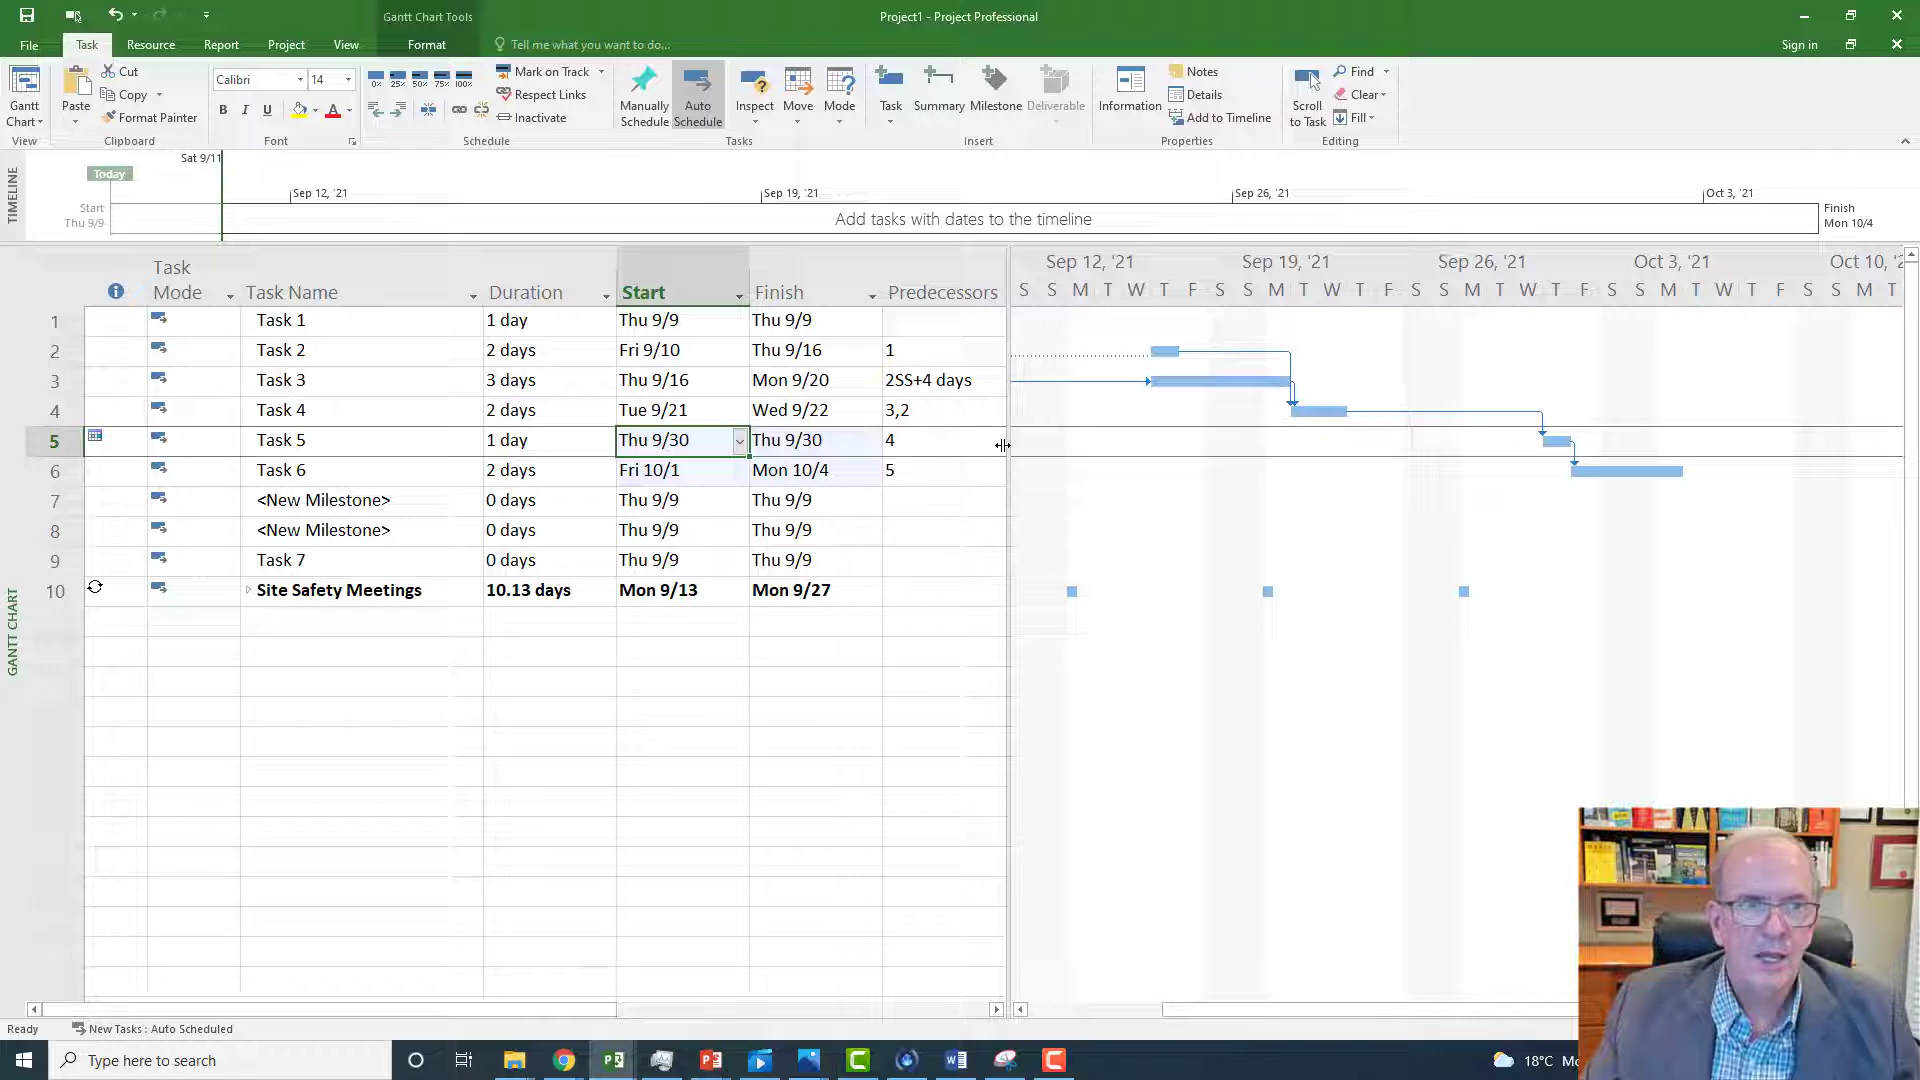 Gantt Chart Tools
Project1 - Project Professional
File Task Resource Report Project View Format Tell me what you want to do... Sign in
Gantt Chart
Paste
Cut
Copy
Format Painter
Calibri 14
B I U A
0% 25% 50% 75% 100%
Mark on Track
Respect Links
Inactivate
Manually Schedule
Auto Schedule
Inspect
Move
Mode
Task
Summary
Milestone
Deliverable
Information
Notes
Details
Add to Timeline
Scroll to Task
Find
Clear
Fill
View Clipboard Font Schedule Tasks Insert Properties Editing
TIMELINE
Sat 9/11
Today
Start
Thu 9/9
Sep 12, '21 Sep 19, '21 Sep 26, '21 Oct 3, '21
Add tasks with dates to the timeline
Finish
Mon 10/4
GANTT CHART
Task Mode Task Name Duration Start Finish Predecessors
1 Task 1 1 day Thu 9/9 Thu 9/9
2 Task 2 2 days Fri 9/10 Thu 9/16 1
3 Task 3 3 days Thu 9/16 Mon 9/20 2SS+4 days
4 Task 4 2 days Tue 9/21 Wed 9/22 3,2
5 Task 5 1 day Thu 9/30 Thu 9/30 4
6 Task 6 2 days Fri 10/1 Mon 10/4 5
7 <New Milestone> 0 days Thu 9/9 Thu 9/9
8 <New Milestone> 0 days Thu 9/9 Thu 9/9
9 Task 7 0 days Thu 9/9 Thu 9/9
10 Site Safety Meetings 10.13 days Mon 9/13 Mon 9/27
Sep 12, '21 Sep 19, '21 Sep 26, '21 Oct 3, '21 Oct 10, '2
S S M T W T F S S M T W T F S S M T W T F S S M T W T F S S M T
Ready New Tasks : Auto Scheduled
Type here to search
18°C